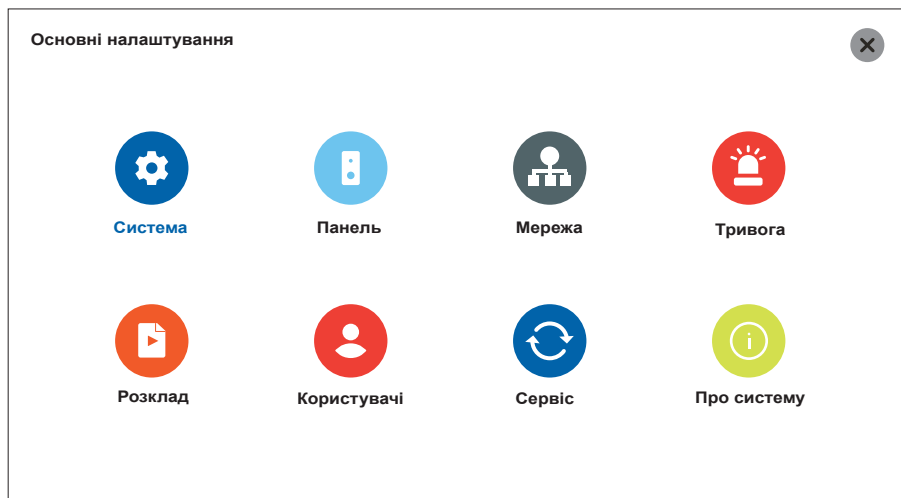 Основні налаштування
Система
Панель
Мережа
Тривога
Розклад
Користувачі
Сервіс
Про систему